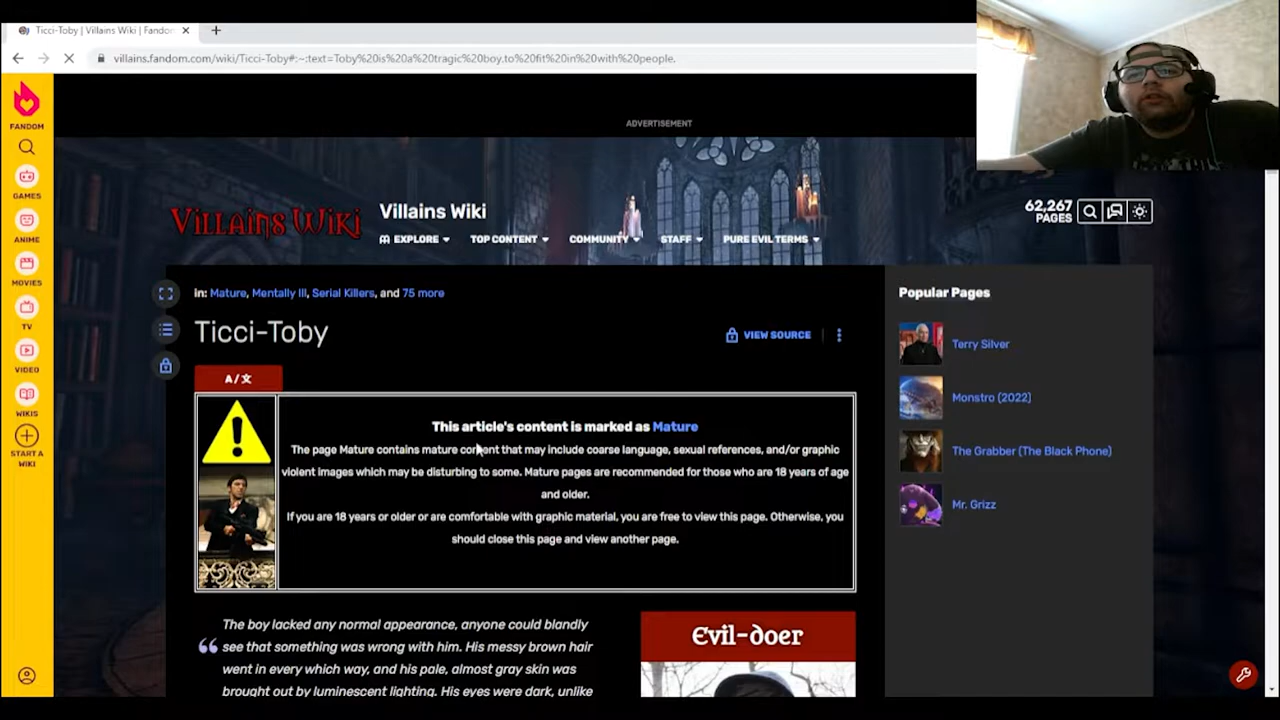 Ticci-Toby | Villains Wiki | Fandom
villains.fandom.com/wiki/Ticci-Toby#:~:text=Toby%20is%20a%20tragic%20boy.to%20fit%20in%20with%20people.
FANDOM
GAMES
ANIME
MOVIES
TV
VIDEO
WIKIS
START A
WIKI
ADVERTISEMENT
VILLAINS WIKI
Villains Wiki
EXPLORE
TOP CONTENT
COMMUNITY
STAFF
PURE EVIL TERMS
62,267
PAGES
in: Mature, Mentally Ill, Serial Killers, and 75 more
Ticci-Toby
VIEW SOURCE
A / 文
This article's content is marked as Mature
The page Mature contains mature content that may include coarse language, sexual references, and/or graphic
violent images which may be disturbing to some. Mature pages are recommended for those who are 18 years of age
and older.
If you are 18 years or older or are comfortable with graphic material, you are free to view this page. Otherwise, you
should close this page and view another page.
The boy lacked any normal appearance, anyone could blandly
see that something was wrong with him. His messy brown hair
went in every which way, and his pale, almost gray skin was
brought out by luminescent lighting. His eyes were dark, unlike
Evil-doer
Popular Pages
Terry Silver
Monstro (2022)
The Grabber (The Black Phone)
Mr. Grizz